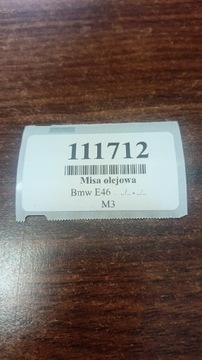 111712
Misa olejowa
Bmw E46 ../.. - ../..
M3